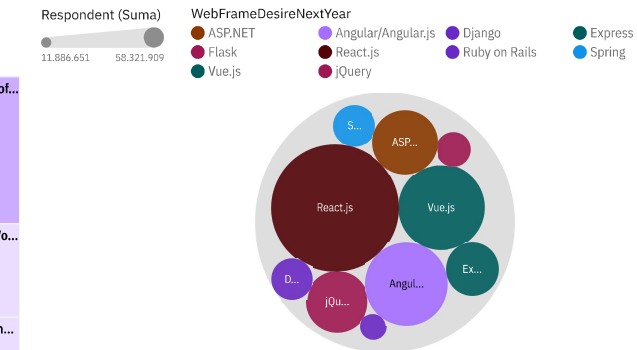 Respondent (Suma)
11.886.651 58.321.909
WebFrameDesireNextYear
ASP.NET Angular/Angular.js Django Express
Flask React.js Ruby on Rails Spring
Vue.js jQuery
of...
o...
n...
S...
ASP...
React.js
Vue.js
D...
jQu...
Angul...
Ex...